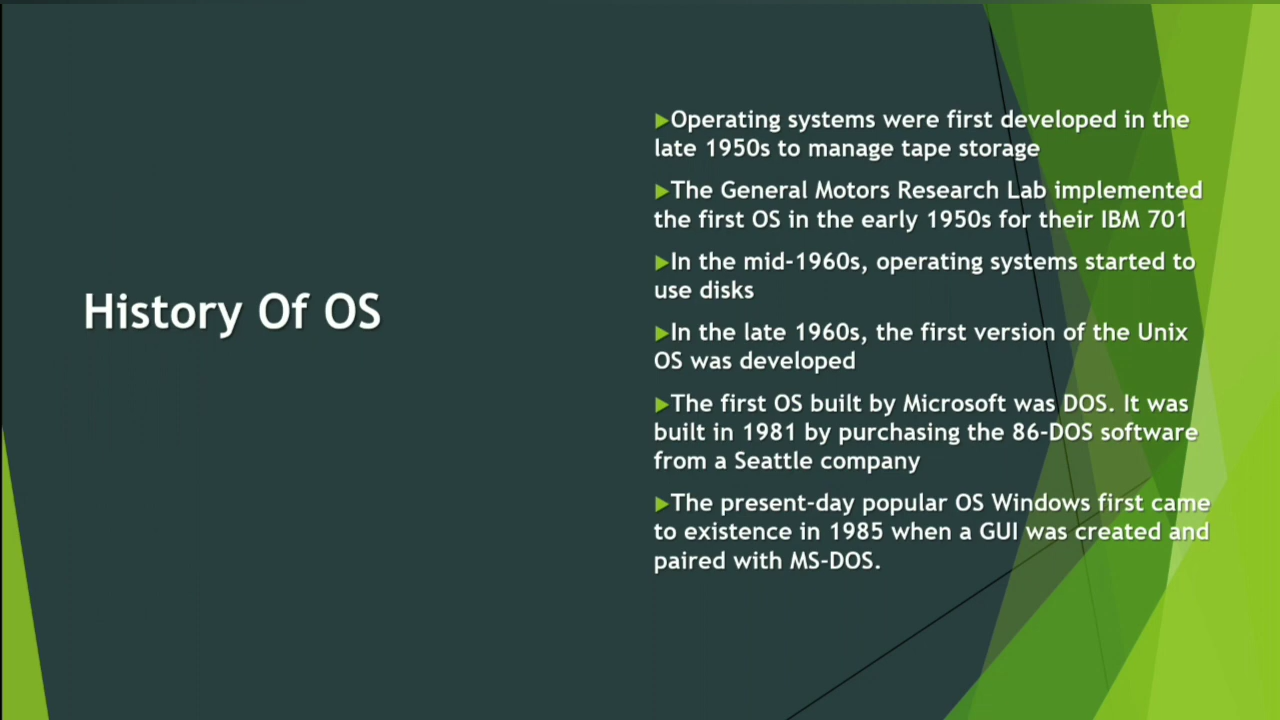 History Of OS
▶Operating systems were first developed in the
late 1950s to manage tape storage
▶The General Motors Research Lab implemented
the first OS in the early 1950s for their IBM 701
▶In the mid-1960s, operating systems started to
use disks
▶In the late 1960s, the first version of the Unix
OS was developed
▶The first OS built by Microsoft was DOS. It was
built in 1981 by purchasing the 86-DOS software
from a Seattle company
▶The present-day popular OS Windows first came
to existence in 1985 when a GUI was created and
paired with MS-DOS.